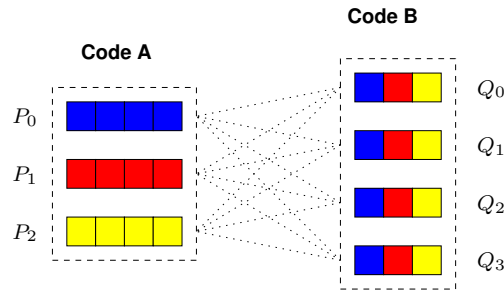 Code A
P₀
P₁
P₂
Code B
Q₀
Q₁
Q₂
Q₃